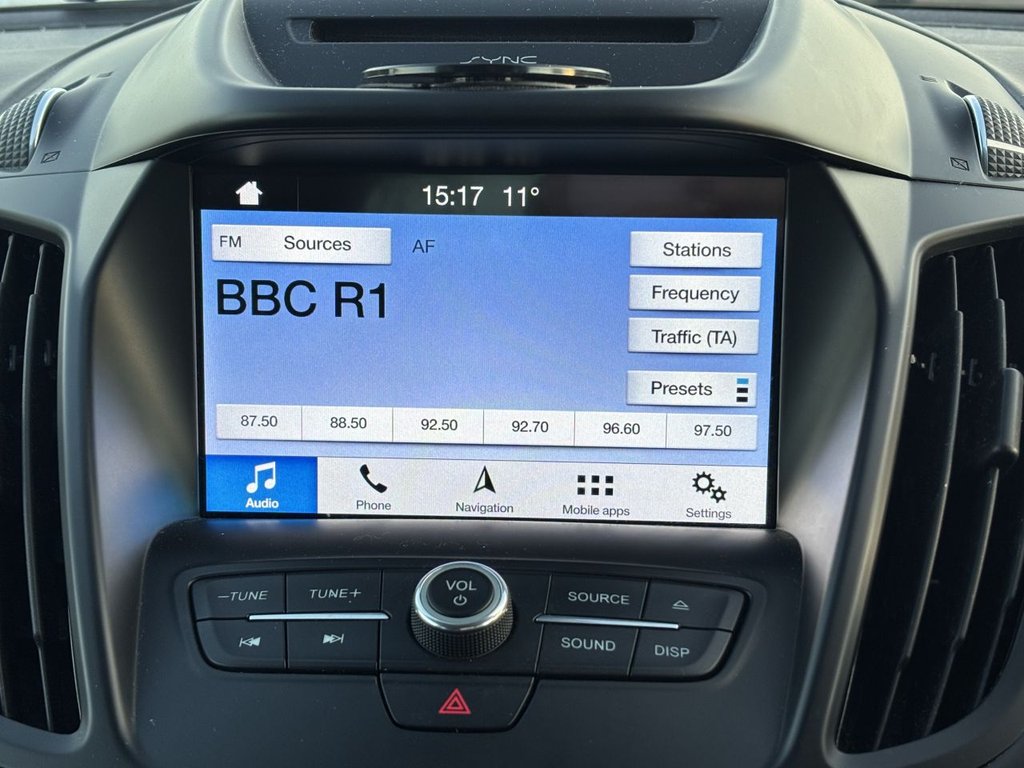 SYNC
15:17 11°
FM Sources AF
Stations
BBC R1
Frequency
Traffic (TA)
Presets
87.50 88.50 92.50 92.70 96.60 97.50
Audio Phone Navigation Mobile apps Settings
VOL
−TUNE TUNE+ SOURCE
SOUND DISP